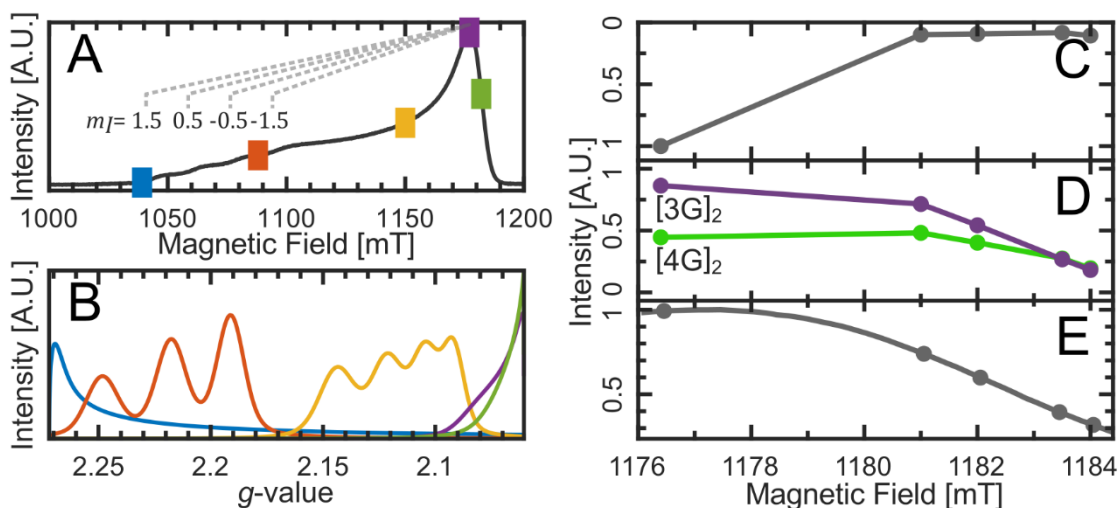 A
Intensity [A.U.]
mI= 1.5 0.5 -0.5 -1.5
1000 1050 1100 1150 1200
Magnetic Field [mT]
B
Intensity [A.U.]
2.25 2.2 2.15 2.1
g-value
C
0
0.5
1
D
1
[3G]2
0.5
[4G]2
0
Intensity [A.U.]
E
1
0.5
1176 1178 1180 1182 1184
Magnetic Field [mT]